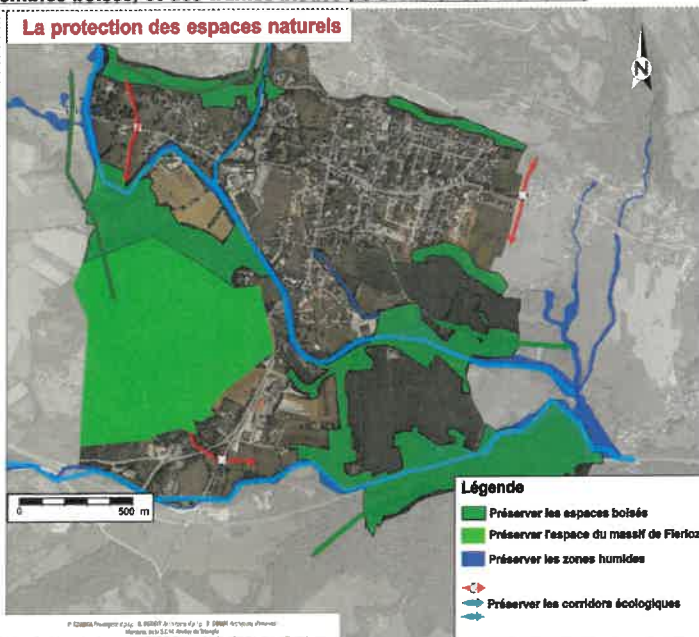 La protection des espaces naturels
N
0 500 m
Légende
Préserver les espaces boisés
Préserver l'espace du massif de Fierloz
Préserver les zones humides
Préserver les corridors écologiques